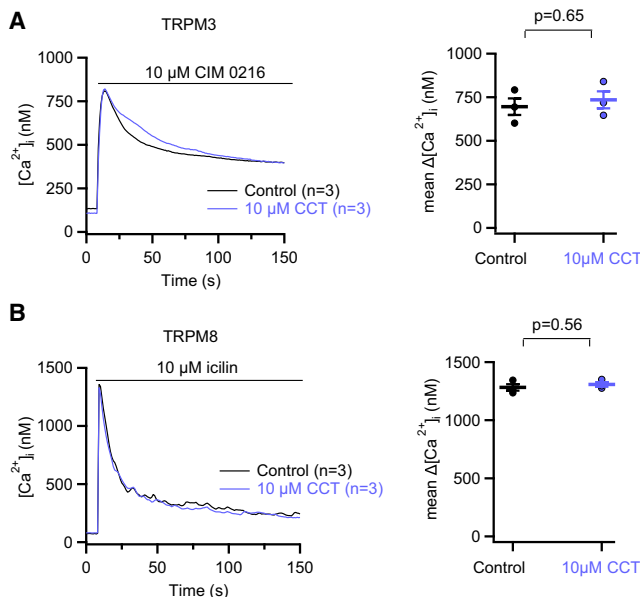 A
TRPM3
10 µM CIM 0216
[Ca2+]i (nM)
1000
750
500
250
0
Control (n=3)
10 µM CCT (n=3)
0
50
100
150
Time (s)
p=0.65
mean Δ[Ca2+]i (nM)
1000
750
500
250
0
Control
10µM CCT
B
TRPM8
10 µM icilin
[Ca2+]i (nM)
1500
1000
500
0
Control (n=3)
10 µM CCT (n=3)
0
50
100
150
Time (s)
p=0.56
mean Δ[Ca2+]i (nM)
1500
1000
500
0
Control
10µM CCT